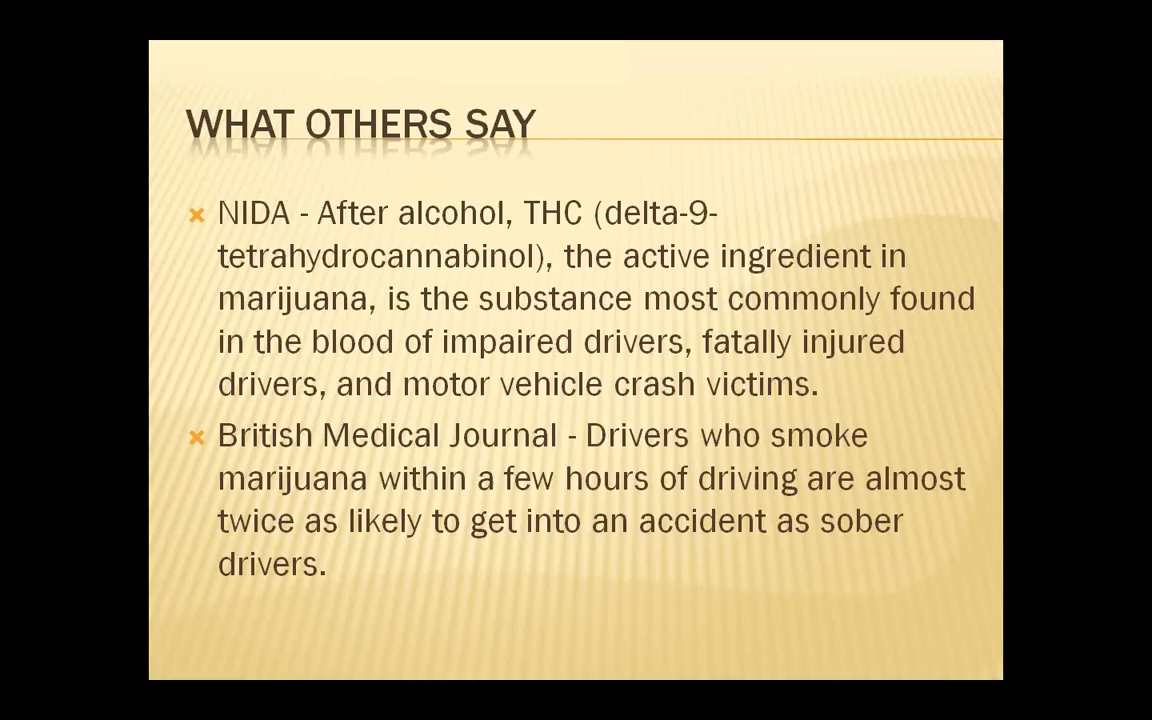 WHAT OTHERS SAY
NIDA - After alcohol, THC (delta-9-
tetrahydrocannabinol), the active ingredient in
marijuana, is the substance most commonly found
in the blood of impaired drivers, fatally injured
drivers, and motor vehicle crash victims.
British Medical Journal - Drivers who smoke
marijuana within a few hours of driving are almost
twice as likely to get into an accident as sober
drivers.